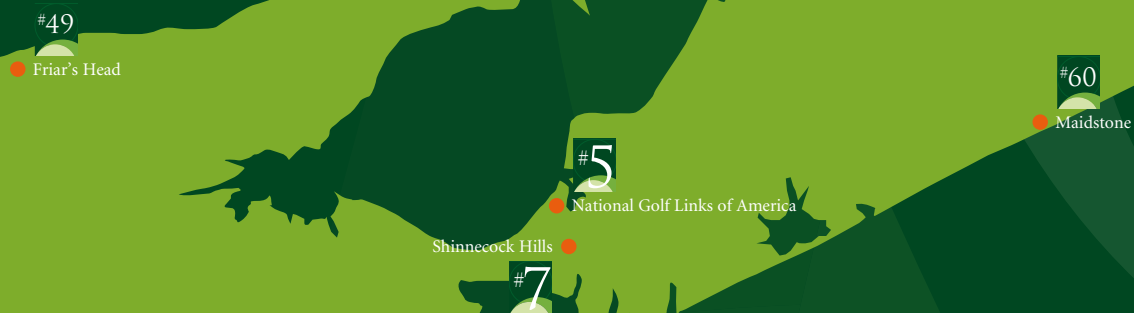 #49
Friar's Head
#60
Maidstone
#5
National Golf Links of America
Shinnecock Hills
#7